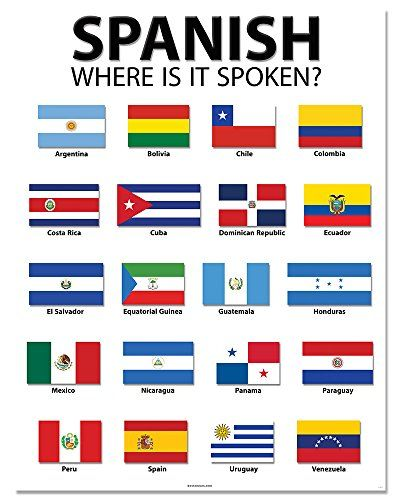 SPANISH
WHERE IS IT SPOKEN?
Argentina
Bolivia
Chile
Colombia
Costa Rica
Cuba
Dominican Republic
Ecuador
El Salvador
Equatorial Guinea
Guatemala
Honduras
Mexico
Nicaragua
Panama
Paraguay
Peru
Spain
Uruguay
Venezuela